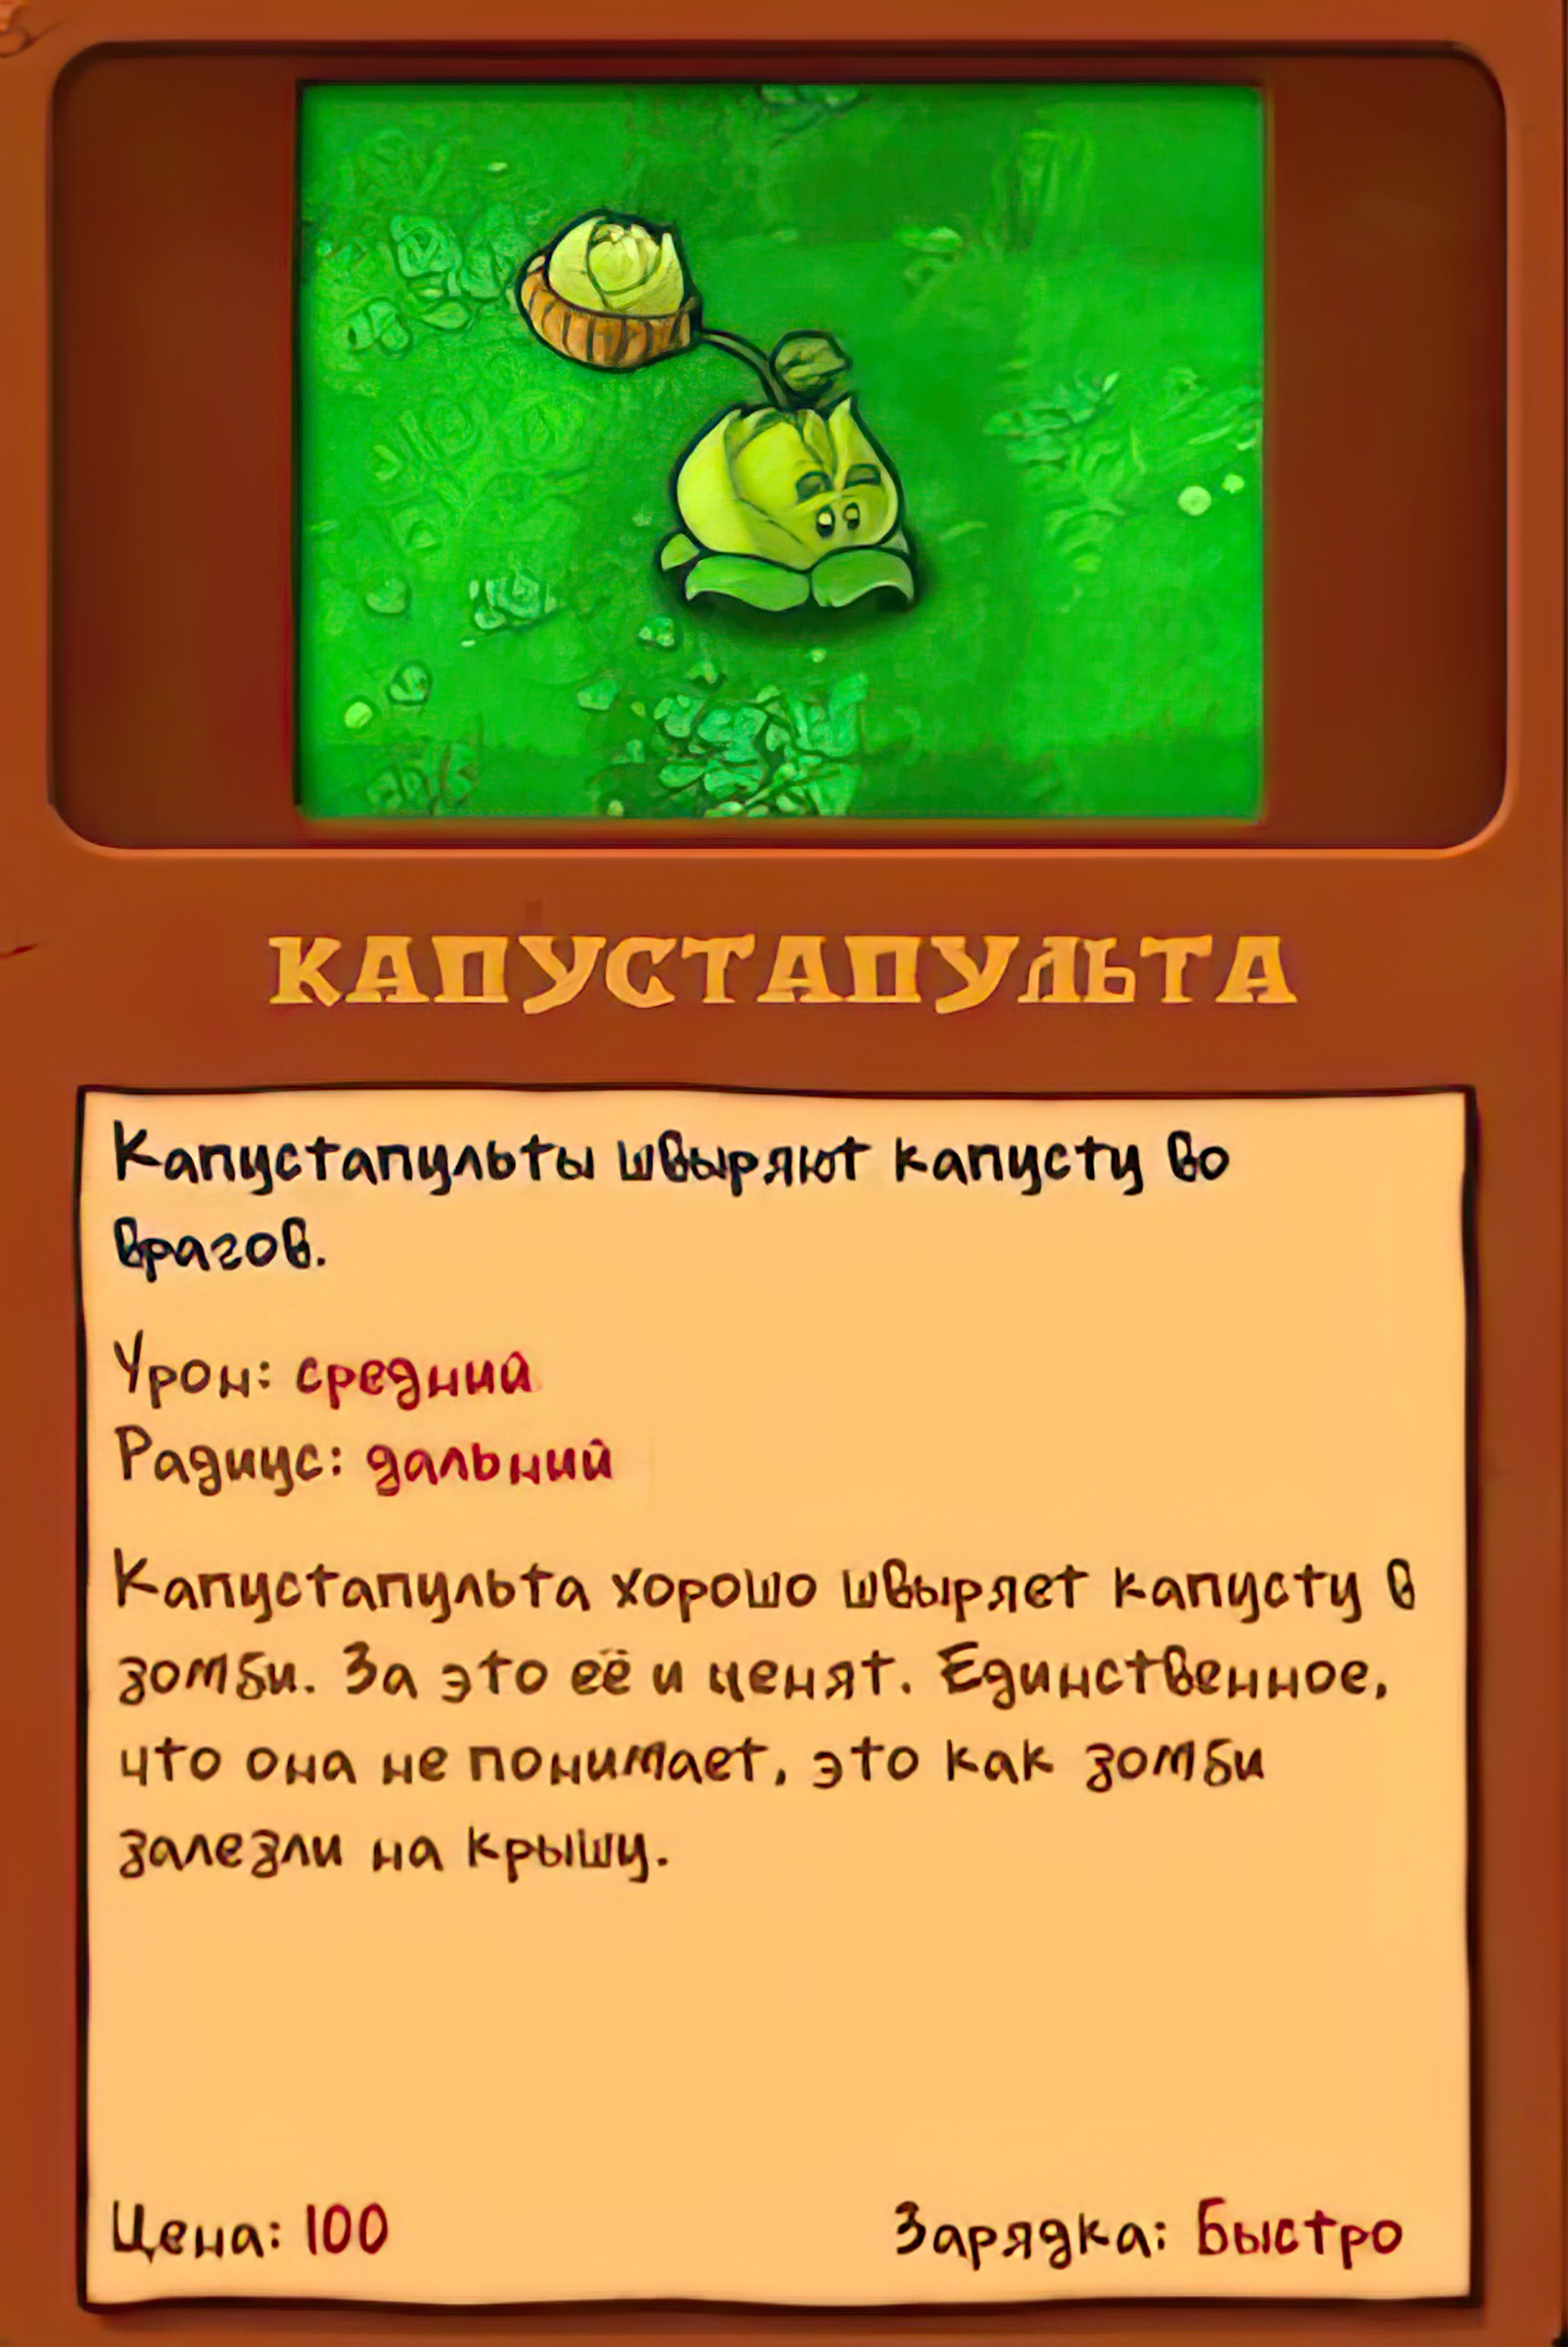 КАПУСТАПУЛЬТА
Капустапульты швыряют капусту во
врагов.
Урон: средний
Радиус: дальний
Капустапульта хорошо швыряет капусту в
зомби. За это её и ценят. Единственное,
что она не понимает, это как зомби
залезли на крышу.
Цена: 100 Зарядка: Быстро